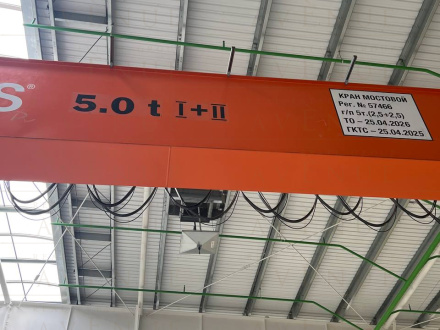 S®
5.0 t I+II
КРАН МОСТОВОЙ
Рег. № 57466
г/п 5т.(2,5+2,5)
ТО – 25.04.2026
ГКТС – 25.04.2025